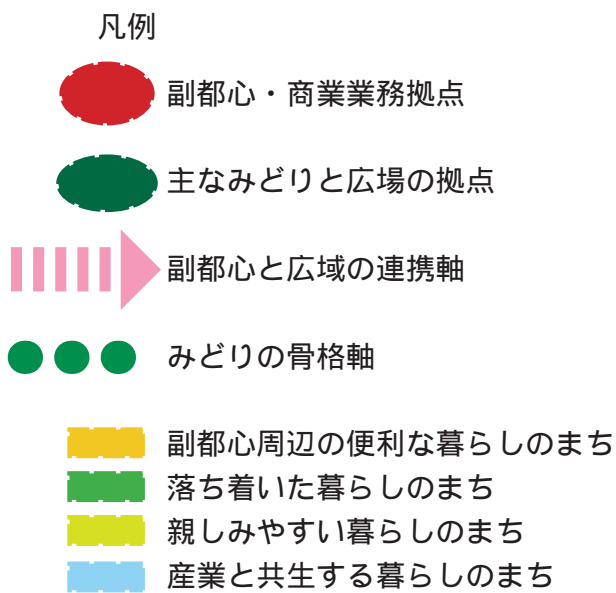 凡例
副都心・商業業務拠点
主なみどりと広場の拠点
副都心と広域の連携軸
みどりの骨格軸
副都心周辺の便利な暮らしのまち
落ち着いた暮らしのまち
親しみやすい暮らしのまち
産業と共生する暮らしのまち